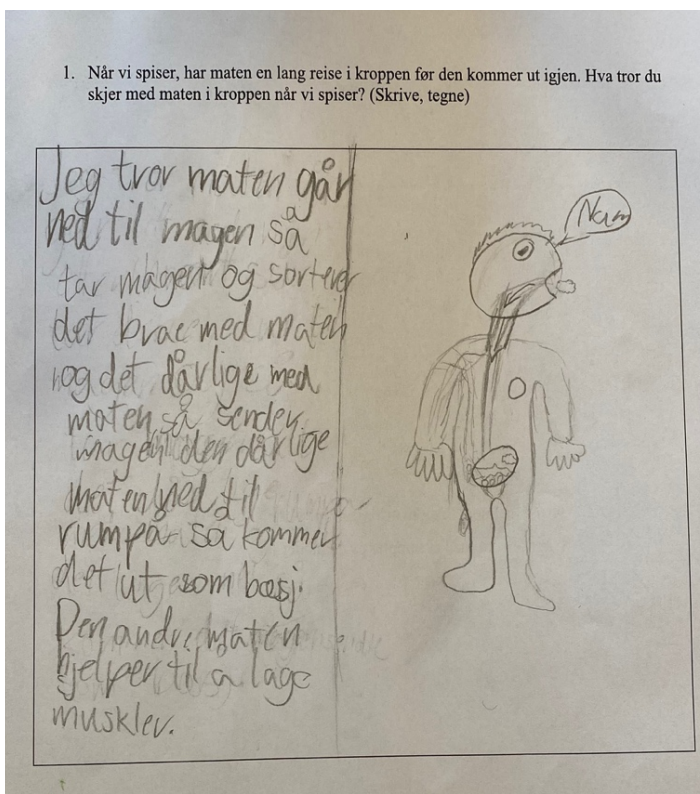 1. Når vi spiser, har maten en lang reise i kroppen før den kommer ut igjen. Hva tror du
skjer med maten i kroppen når vi spiser? (Skrive, tegne)
Jeg tror maten går
ned til magen så
tar magen og sorterer
det brae med maten
og det dårlige med
maten, så sender
magen den dårlige
maten ned til
rumpa så kommer
det ut som bæsj.
Den andre maten
hjelper til å lage
muskler.
Nam